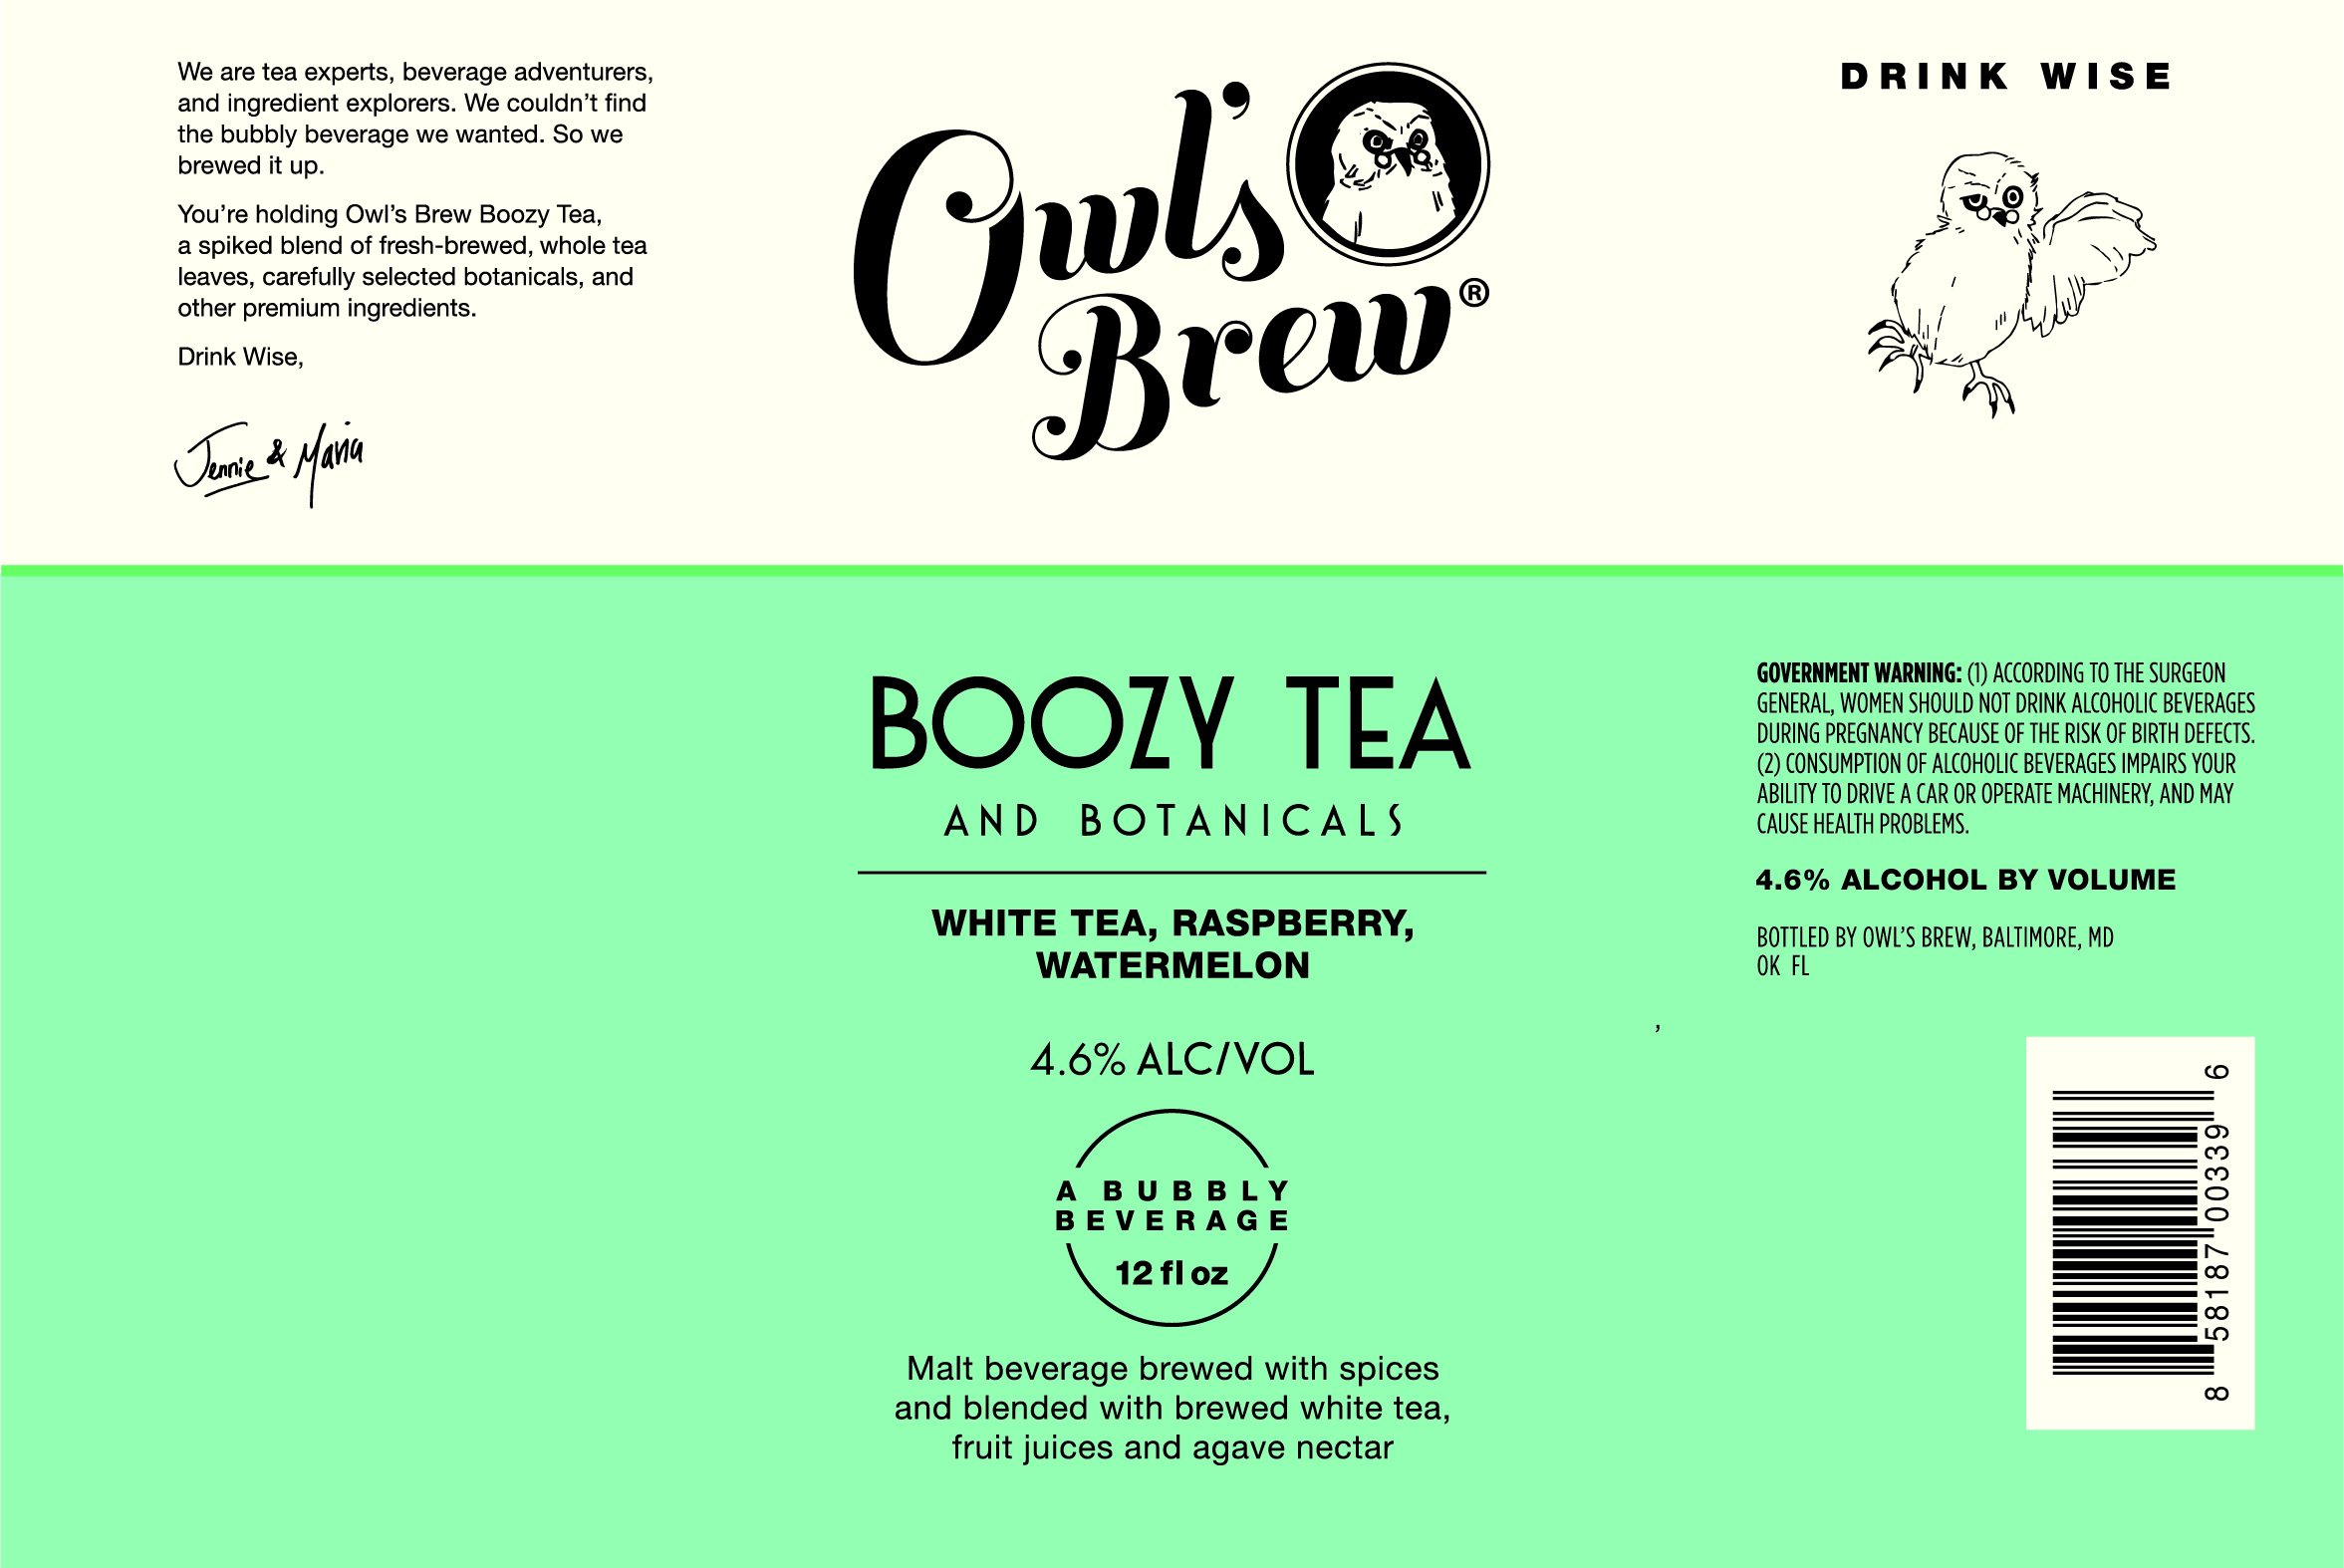 We are tea experts, beverage adventurers,
and ingredient explorers. We couldn’t find
the bubbly beverage we wanted. So we
brewed it up.
You’re holding Owl’s Brew Boozy Tea,
a spiked blend of fresh-brewed, whole tea
leaves, carefully selected botanicals, and
other premium ingredients.
Drink Wise,
Jennie & Maria
Owl’s
Brew®
BOOZY TEA
AND BOTANICALS
WHITE TEA, RASPBERRY,
WATERMELON
4.6% ALC/VOL
A BUBBLY
BEVERAGE
12 fl oz
Malt beverage brewed with spices
and blended with brewed white tea,
fruit juices and agave nectar
DRINK WISE
GOVERNMENT WARNING: (1) ACCORDING TO THE SURGEON
GENERAL, WOMEN SHOULD NOT DRINK ALCOHOLIC BEVERAGES
DURING PREGNANCY BECAUSE OF THE RISK OF BIRTH DEFECTS.
(2) CONSUMPTION OF ALCOHOLIC BEVERAGES IMPAIRS YOUR
ABILITY TO DRIVE A CAR OR OPERATE MACHINERY, AND MAY
CAUSE HEALTH PROBLEMS.
4.6% ALCOHOL BY VOLUME
BOTTLED BY OWL’S BREW, BALTIMORE, MD
OK FL
,
8 58187 00339 6